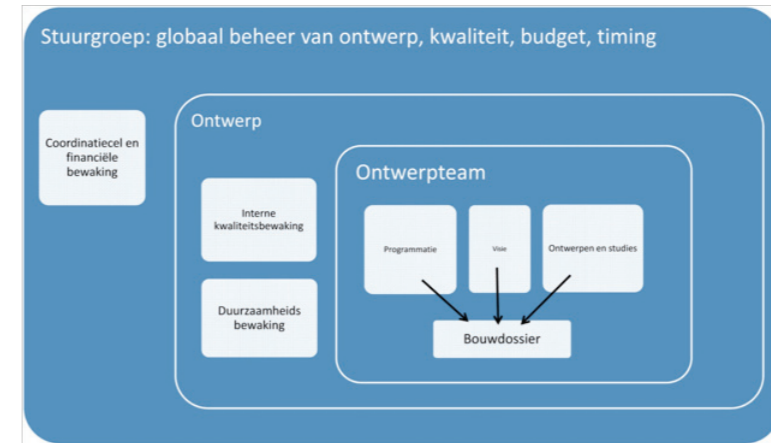 Stuurgroep: globaal beheer van ontwerp, kwaliteit, budget, timing
Coordinatiecel en
financiële
bewaking
Ontwerp
Interne
kwaliteitsbewaking
Duurzaamheids
bewaking
Ontwerpteam
Programmatie
Visie
Ontwerpen en studies
Bouwdossier